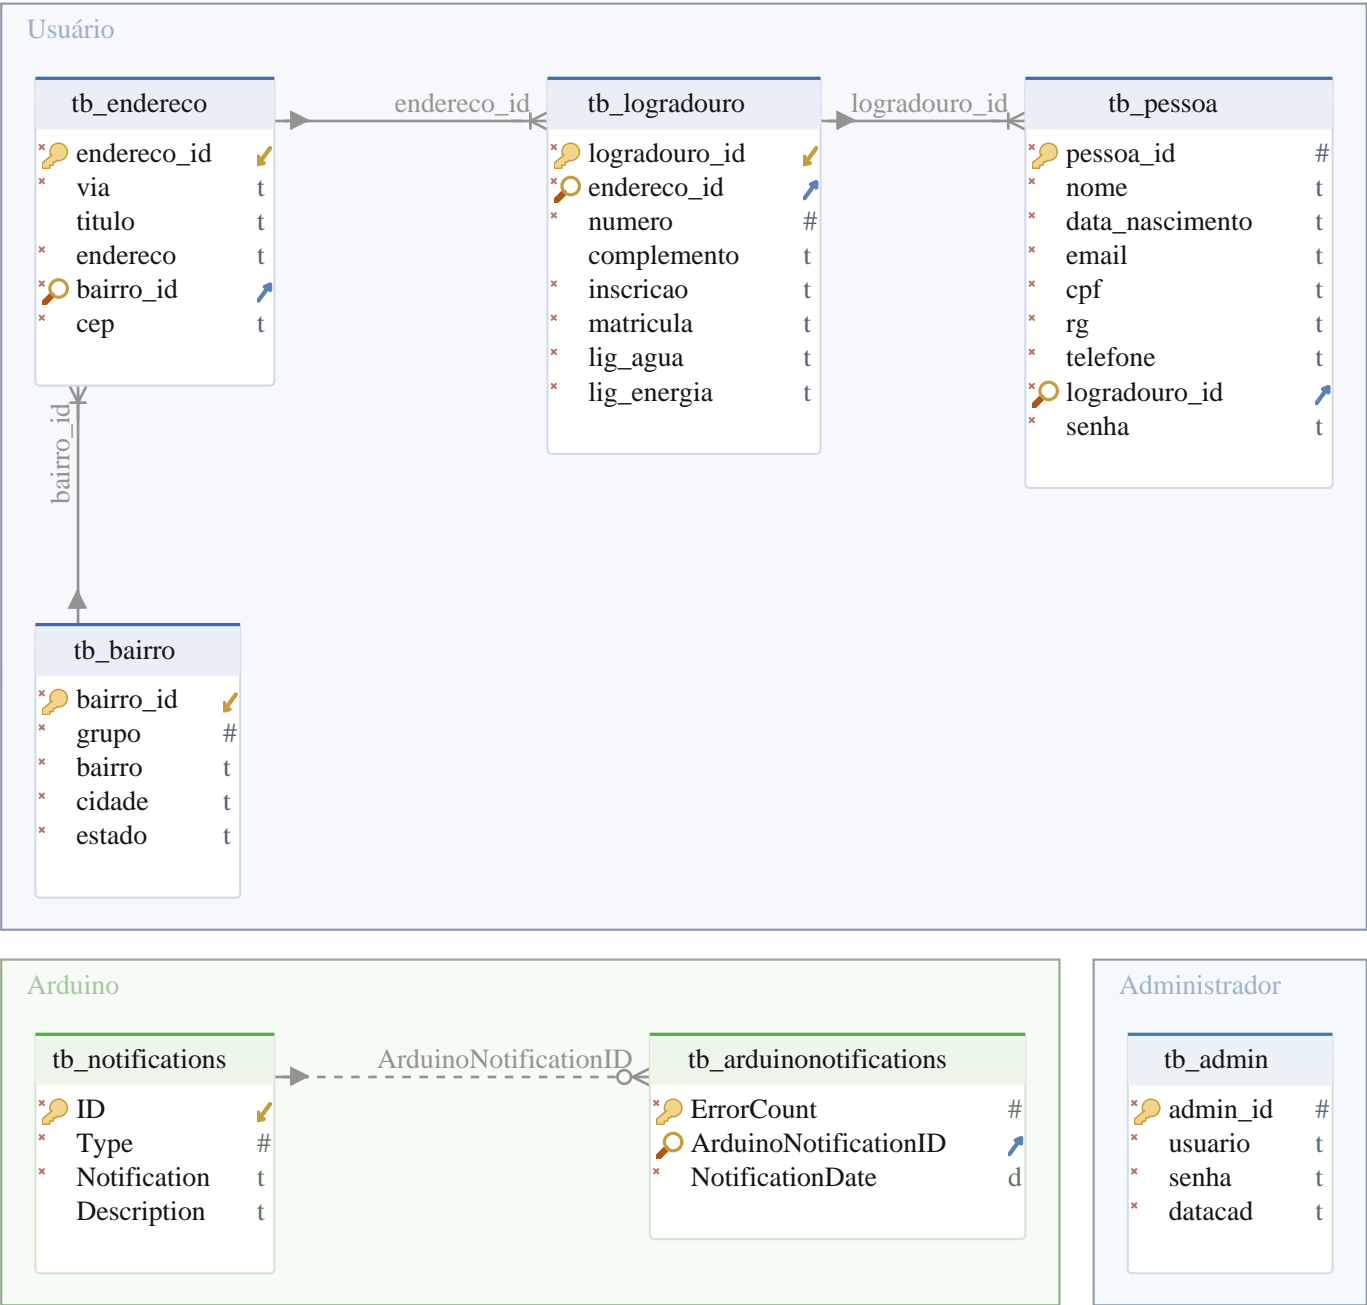 Usuário
tb_endereco
endereco_id
via t
titulo t
endereco t
bairro_id
cep t
endereco_id
tb_logradouro
logradouro_id
endereco_id
numero #
complemento t
inscricao t
matricula t
lig_agua t
lig_energia t
logradouro_id
tb_pessoa
pessoa_id #
nome t
data_nascimento t
email t
cpf t
rg t
telefone t
logradouro_id
senha t
bairro_id
tb_bairro
bairro_id
grupo #
bairro t
cidade t
estado t
Arduino
tb_notifications
ID
Type #
Notification t
Description t
ArduinoNotificationID
tb_arduinonotifications
ErrorCount #
ArduinoNotificationID
NotificationDate d
Administrador
tb_admin
admin_id #
usuario t
senha t
datacad t